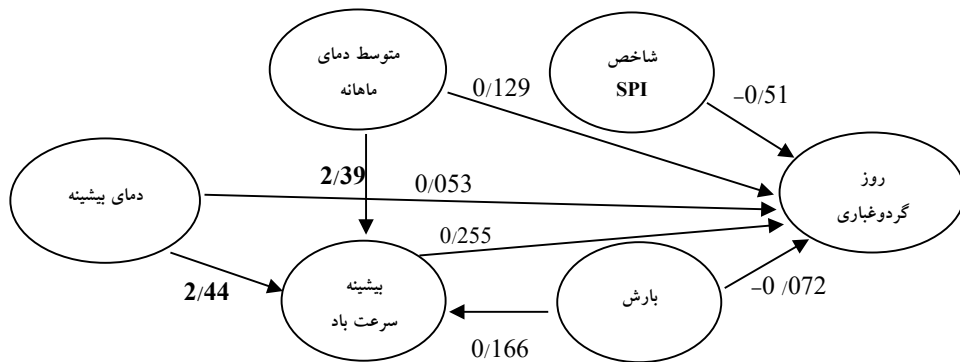 متوسط دمای
ماهانه
شاخص
SPI
0/129
-0/51
2/39
0/053
دمای بیشینه
روز
گردوغباری
0/255
2/44
بیشینه
سرعت باد
بارش
-0 /072
0/166